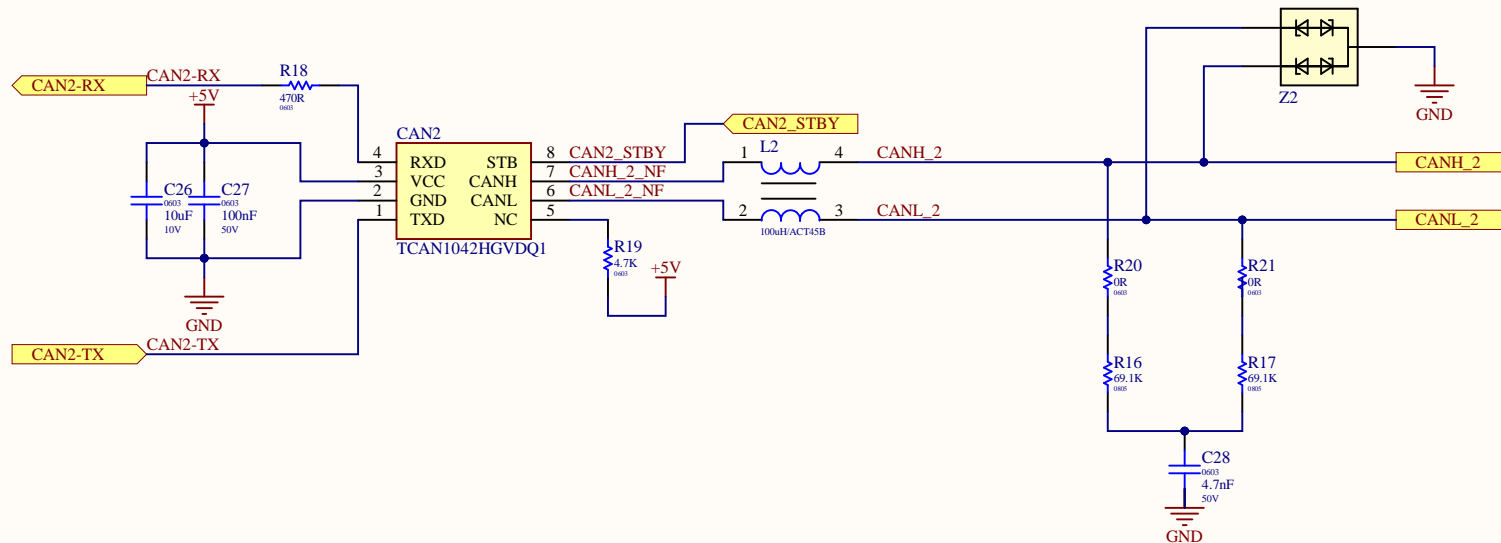 CAN2-RX
CAN2-RX
R18
470R
0603
+5V
C26
0603
10uF
10V
C27
0603
100nF
50V
GND
CAN2-TX
CAN2-TX
CAN2
4 RXD STB 8
3 VCC CANH 7
2 GND CANL 6
1 TXD NC 5
TCAN1042HGVDQ1
CAN2_STBY
CANH_2_NF
CANL_2_NF
CAN2_STBY
R19
4.7K
0603
+5V
L2
1 4
2 3
100uH/ACT45B
CANH_2
CANL_2
Z2
GND
CANH_2
CANL_2
R20
0R
0603
R21
0R
0603
R16
69.1K
0805
R17
69.1K
0805
C28
0603
4.7nF
50V
GND